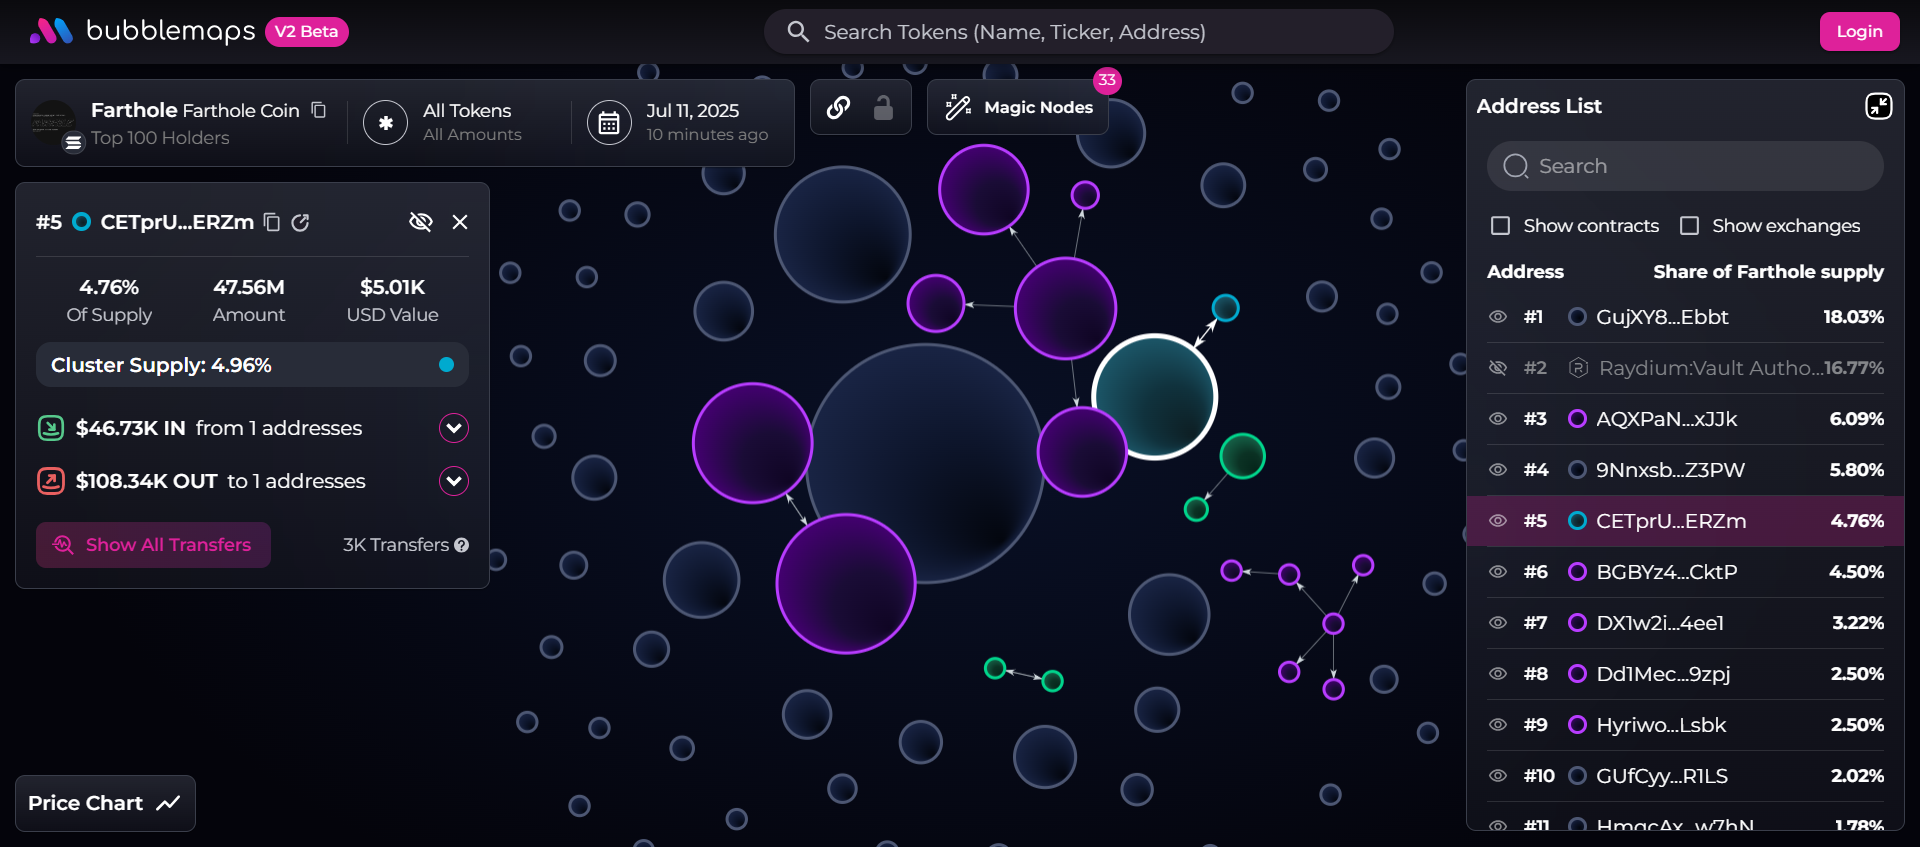 bubblemaps V2 Beta
Search Tokens (Name, Ticker, Address)
Login
Farthole Farthole Coin
Top 100 Holders
All Tokens
All Amounts
Jul 11, 2025
10 minutes ago
Magic Nodes
33
#5 CETprU...ERZm
4.76% 47.56M $5.01K
Of Supply Amount USD Value
Cluster Supply: 4.96%
$46.73K IN from 1 addresses
$108.34K OUT to 1 addresses
Show All Transfers 3K Transfers
Price Chart
Address List
Search
Show contracts Show exchanges
Address Share of Farthole supply
#1 GujXY8...Ebbt 18.03%
#2 Raydium:Vault Autho...16.77%
#3 AQXPaN...xJJk 6.09%
#4 9Nnxsb...Z3PW 5.80%
#5 CETprU...ERZm 4.76%
#6 BGBYz4...CktP 4.50%
#7 DX1w2i...4ee1 3.22%
#8 Dd1Mec...9zpj 2.50%
#9 Hyriwo...Lsbk 2.50%
#10 GUfCyy...R1LS 2.02%
#11 1.78%